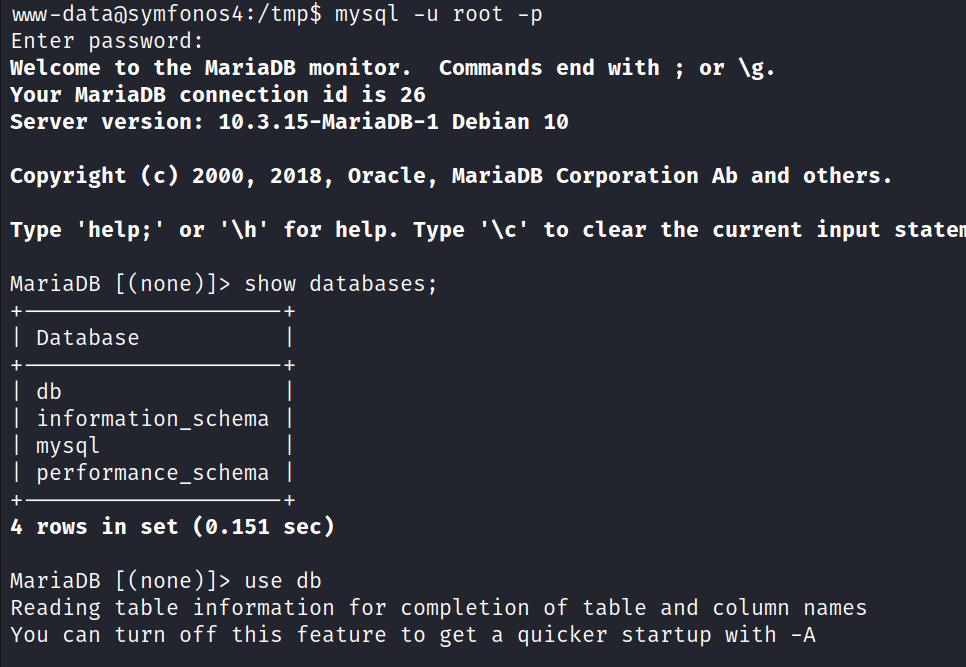 www-data@symfonos4:/tmp$ mysql -u root -p
Enter password:
Welcome to the MariaDB monitor.  Commands end with ; or \g.
Your MariaDB connection id is 26
Server version: 10.3.15-MariaDB-1 Debian 10
Copyright (c) 2000, 2018, Oracle, MariaDB Corporation Ab and others.
Type 'help;' or '\h' for help. Type '\c' to clear the current input statem
MariaDB [(none)]> show databases;
+--------------------+
| Database           |
+--------------------+
| db                 |
| information_schema |
| mysql              |
| performance_schema |
+--------------------+
4 rows in set (0.151 sec)
MariaDB [(none)]> use db
Reading table information for completion of table and column names
You can turn off this feature to get a quicker startup with -A